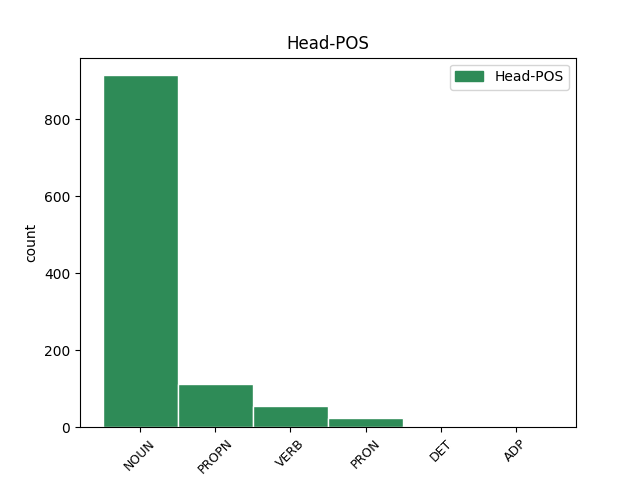 Head-POS
Head-POS
count
800
600
400
200
0
NOUN
PROPN
VERB
PRON
DET
ADP